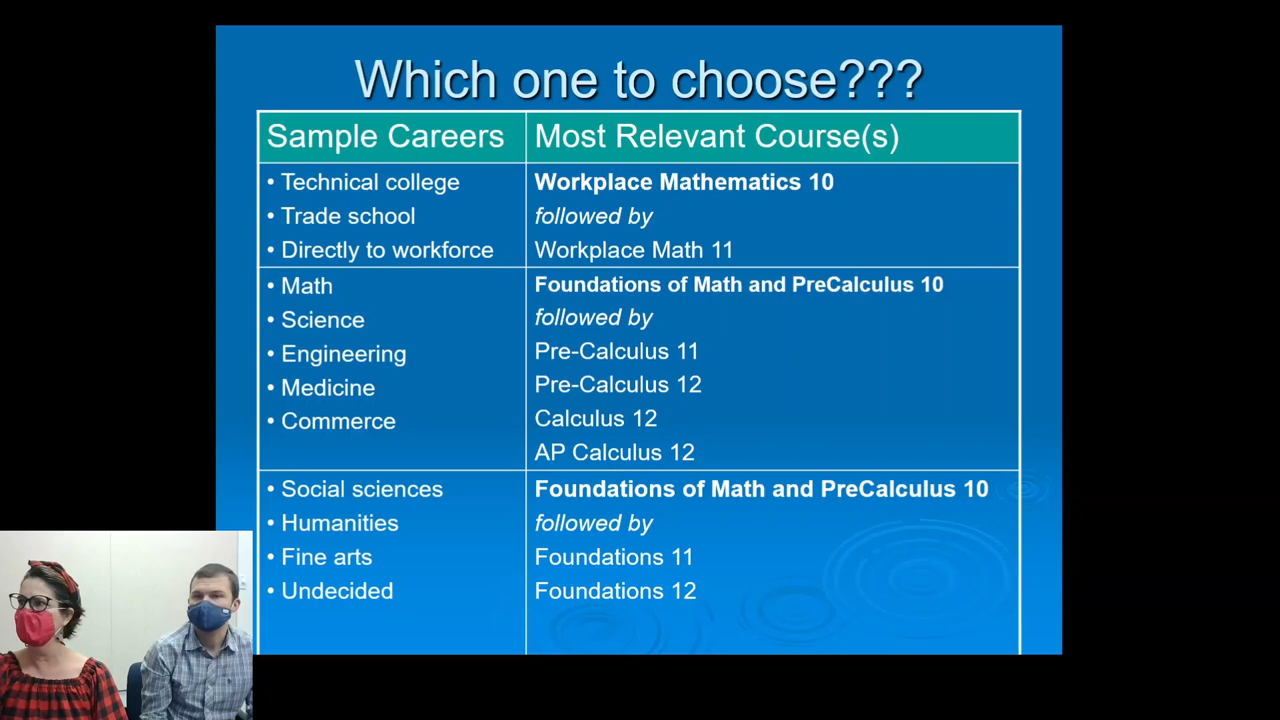 Which one to choose???
Sample Careers
Most Relevant Course(s)
• Technical college
• Trade school
• Directly to workforce
Workplace Mathematics 10
followed by
Workplace Math 11
• Math
• Science
• Engineering
• Medicine
• Commerce
Foundations of Math and PreCalculus 10
followed by
Pre-Calculus 11
Pre-Calculus 12
Calculus 12
AP Calculus 12
• Social sciences
• Humanities
• Fine arts
• Undecided
Foundations of Math and PreCalculus 10
followed by
Foundations 11
Foundations 12